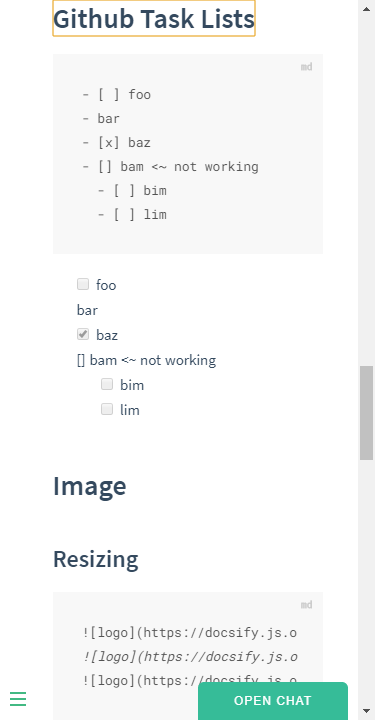 Github Task Lists
md
- [ ] foo
- bar
- [x] baz
- [] bam <~ not working
- [ ] bim
- [ ] lim
foo
bar
baz
[] bam <~ not working
bim
lim
Image
Resizing
md
![logo](https://docsify.js.o
![logo](https://docsify.js.o
![logo](https://docsify.js.o
OPEN CHAT